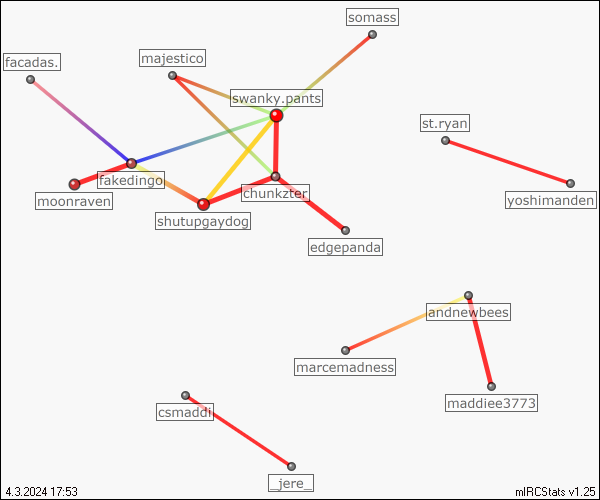 somass
facadas.
majestico
swanky.pants
st.ryan
fakedingo
moonraven
chunkzter
yoshimanden
shutupgaydog
edgepanda
andnewbees
marcemadness
maddiee3773
csmaddi
_jere_
4.3.2024 17:53
mIRCStats v1.25